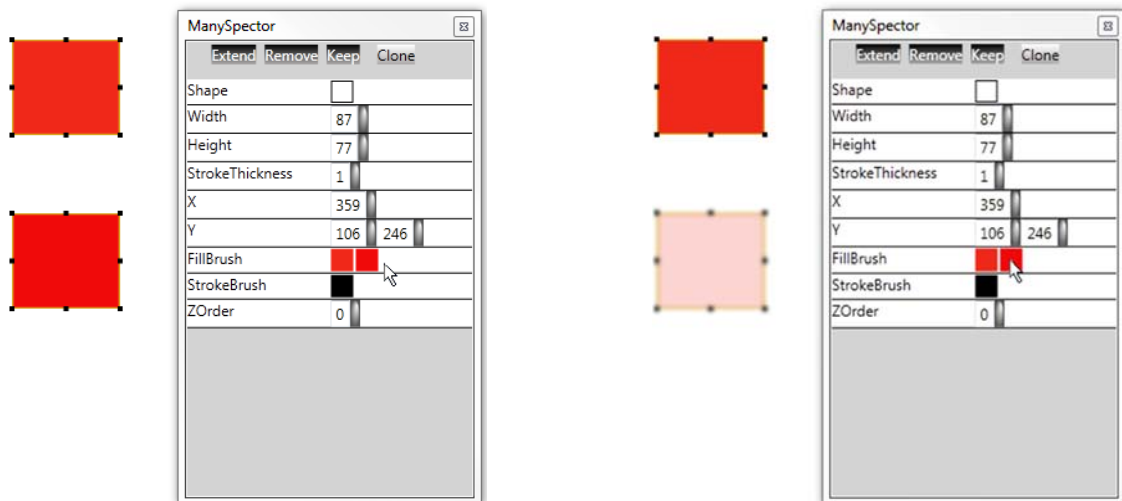 ManySpector
Extend Remove Keep Clone
Shape
Width 87
Height 77
StrokeThickness 1
X 359
Y 106 246
FillBrush
StrokeBrush
ZOrder 0
ManySpector
Extend Remove Keep Clone
Shape
Width 87
Height 77
StrokeThickness 1
X 359
Y 106 246
FillBrush
StrokeBrush
ZOrder 0